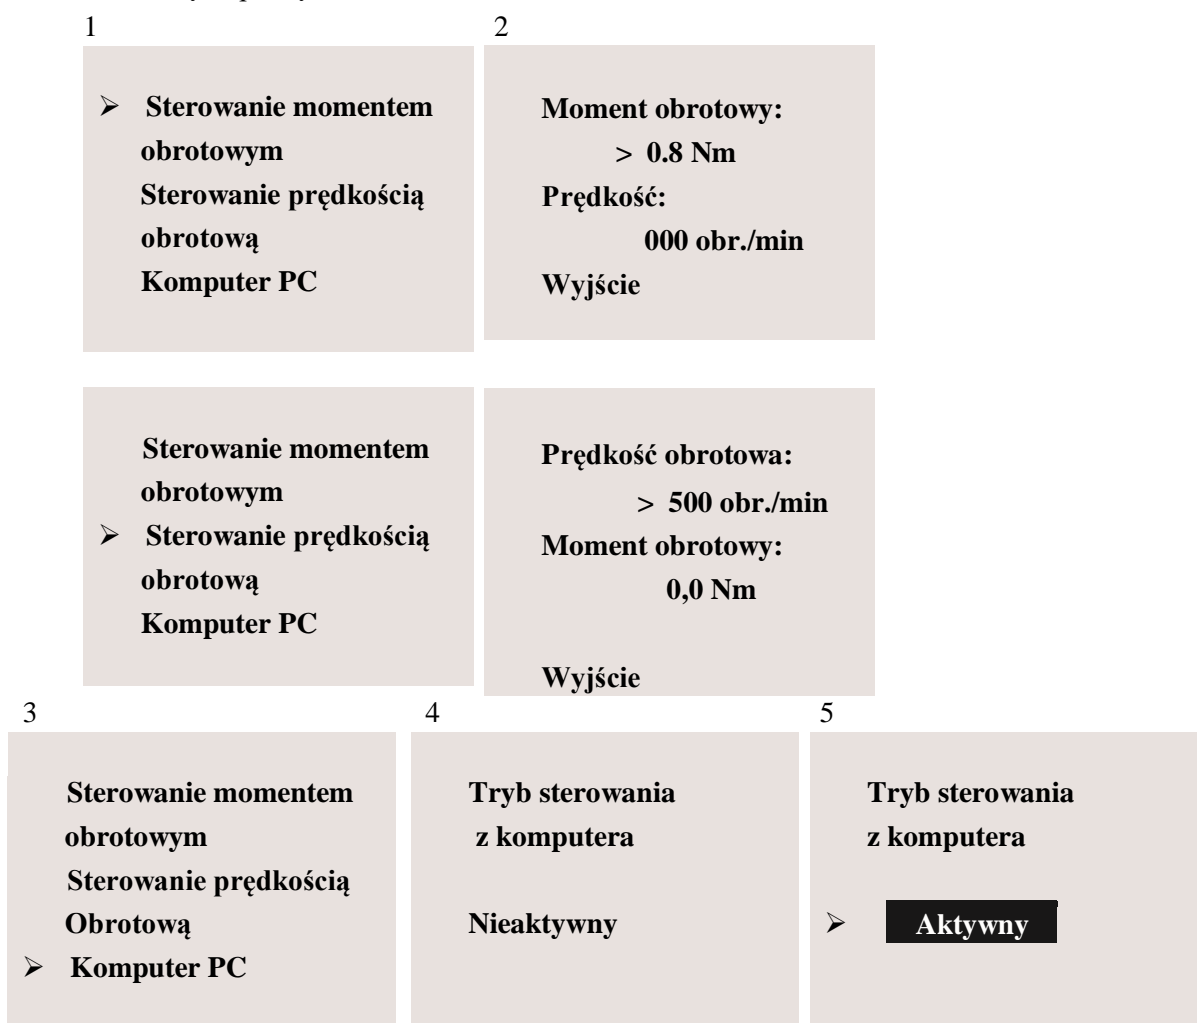 1
2
➢ Sterowanie momentem
obrotowym
Sterowanie prędkością
obrotową
Komputer PC
Moment obrotowy:
> 0.8 Nm
Prędkość:
000 obr./min
Wyjście
Sterowanie momentem
obrotowym
➢ Sterowanie prędkością
obrotową
Komputer PC
Prędkość obrotowa:
> 500 obr./min
Moment obrotowy:
0,0 Nm
Wyjście
3
4
5
Sterowanie momentem
obrotowym
Sterowanie prędkością
Obrotową
➢ Komputer PC
Tryb sterowania
z komputera
Nieaktywny
Tryb sterowania
z komputera
➢ Aktywny